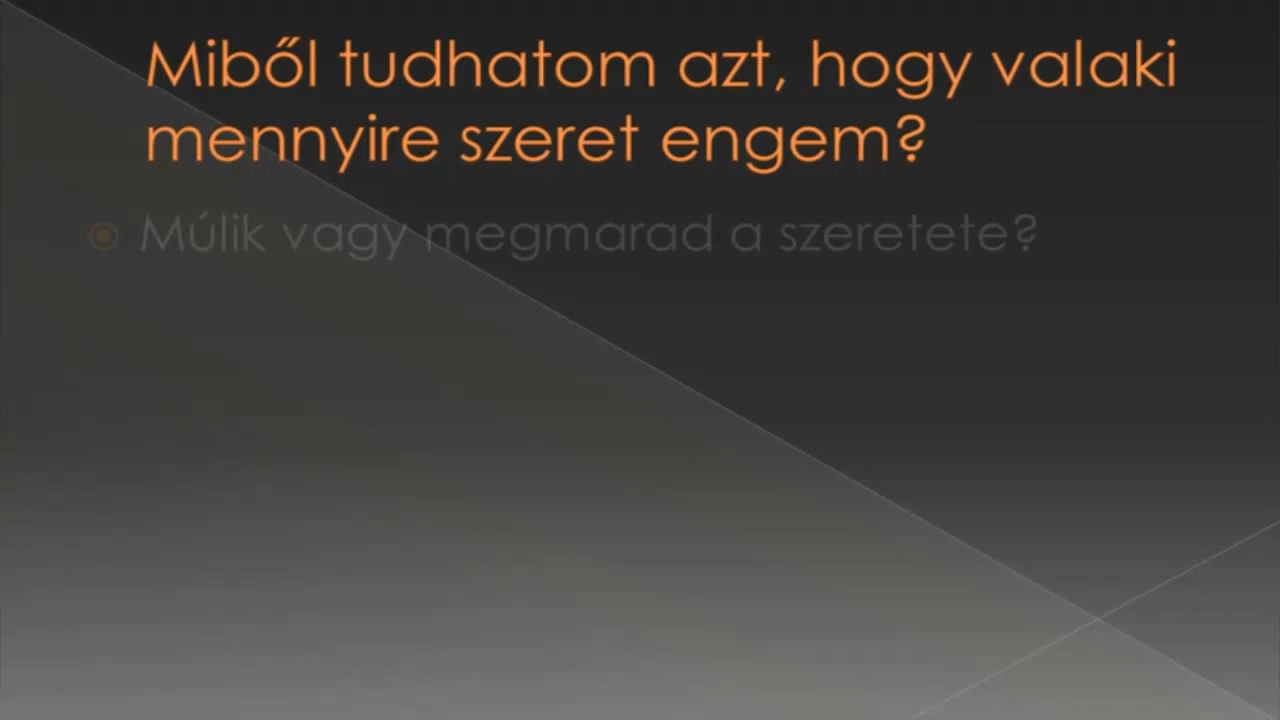 Miből tudhatom azt, hogy valaki
mennyire szeret engem?
Múlik vagy megmarad a szeretete?